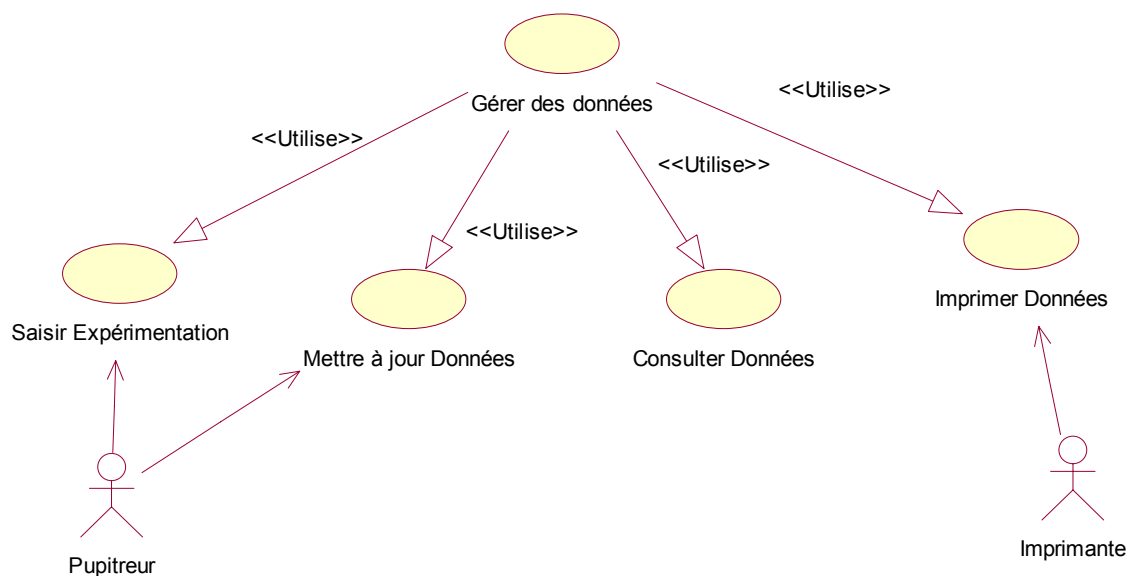 Gérer des données
<<Utilise>>
<<Utilise>>
<<Utilise>>
<<Utilise>>
Saisir Expérimentation
Mettre à jour Données
Consulter Données
Imprimer Données
Pupitreur
Imprimante